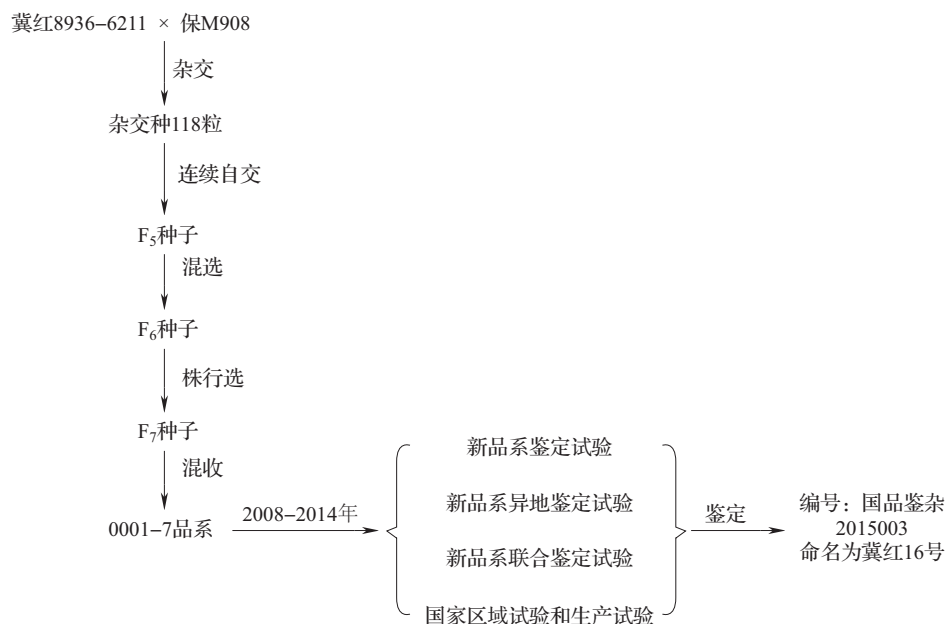 冀红8936–6211 × 保M908
杂交
杂交种118粒
连续自交
F₅种子
混选
F₆种子
株行选
F₇种子
混收
0001–7品系
2008–2014年
新品系鉴定试验
新品系异地鉴定试验
新品系联合鉴定试验
国家区域试验和生产试验
鉴定
编号：国品鉴杂
2015003
命名为冀红16号